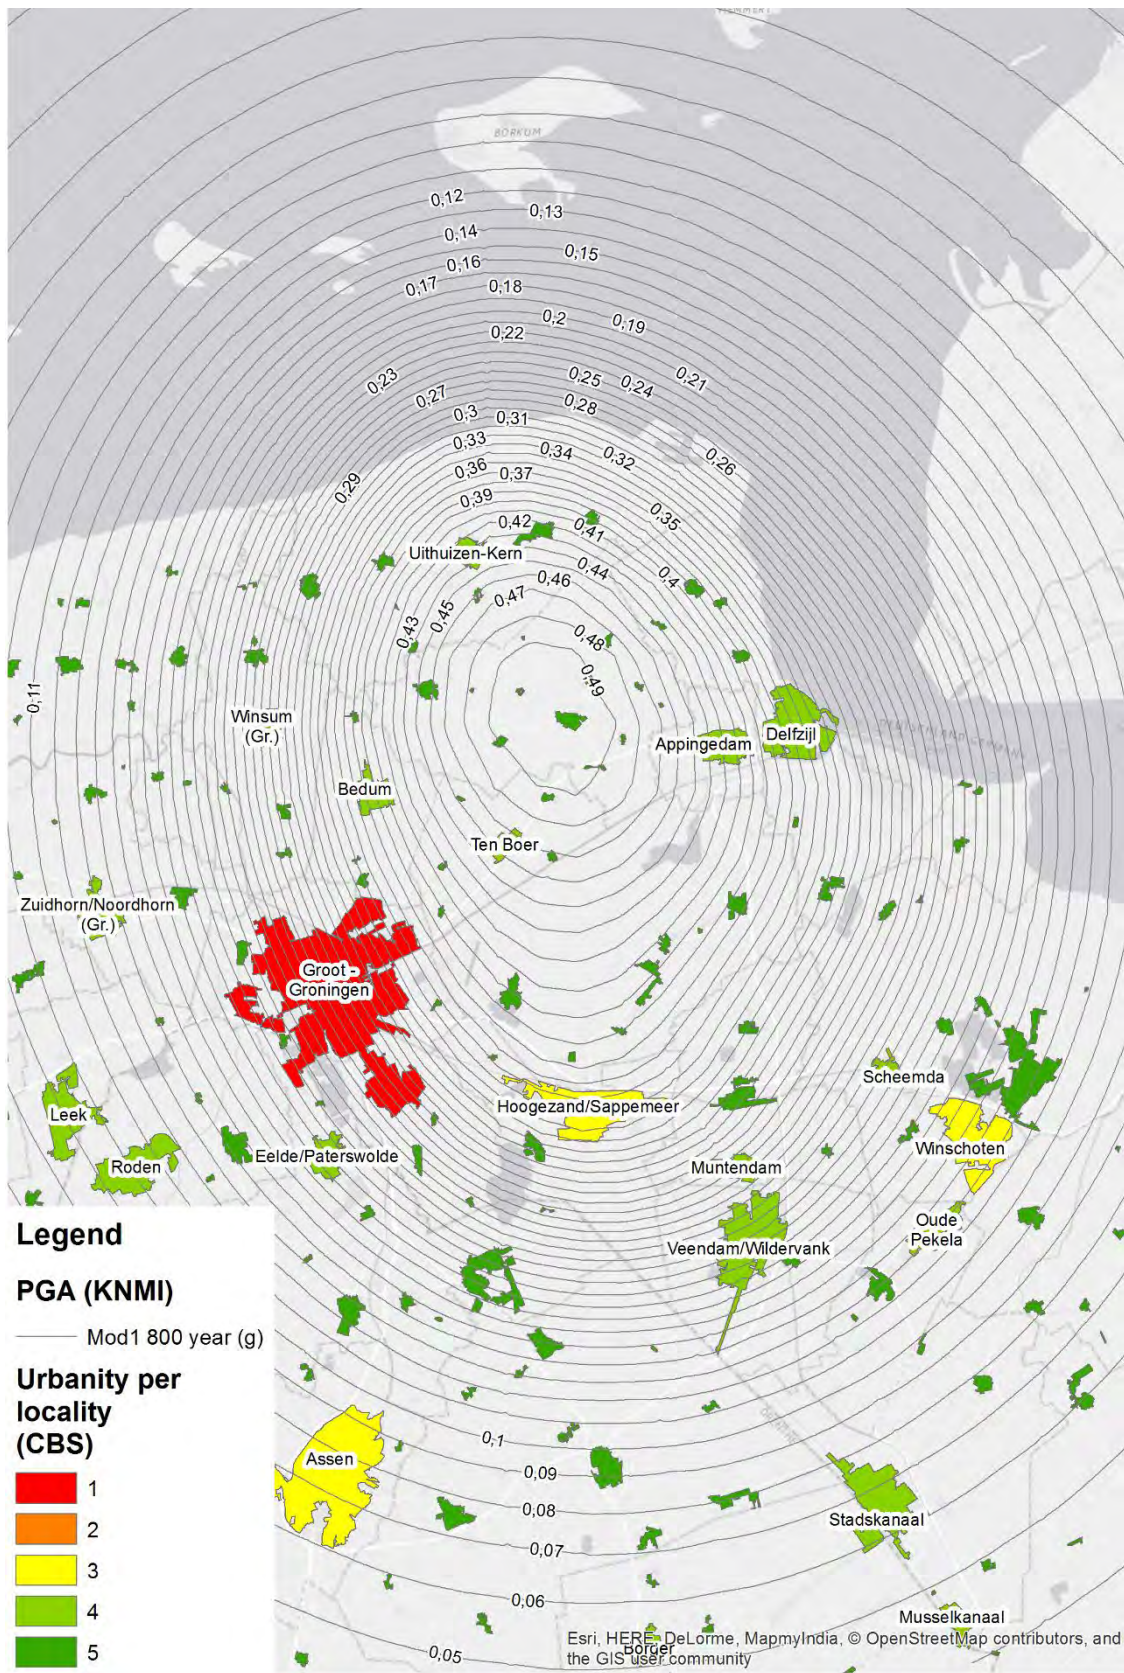 BORKUM
0,12
0,13
0,14
0,15
0,16
0,17
0,18
0,2
0,19
0,22
0,23
0,25
0,24
0,21
0,27
0,28
0,3
0,31
0,33
0,34
0,32
0,26
0,36
0,37
0,29
0,39
0,35
0,42
0,41
Uithuizen-Kern
0,44
0,4
0,46
0,47
0,45
0,43
0,48
0,49
0,11
Winsum
(Gr.)
Appingedam
Delfzijl
Bedum
Ten Boer
Zuidhorn/Noordhorn
(Gr.)
Groot -
Groningen
Scheemda
Leek
Hoogezand/Sappemeer
Winschoten
Eelde/Paterswolde
Roden
Muntendam
Oude
Pekela
Veendam/Wildervank
Legend
PGA (KNMI)
Mod1 800 year (g)
Urbanity per
locality
(CBS)
1
2
3
4
5
0,1
Assen
0,09
0,08
Stadskanaal
0,07
0,06
Musselkanaal
0,05
Borger
Esri, HERE, DeLorme, MapmyIndia, © OpenStreetMap contributors, and
the GIS user community